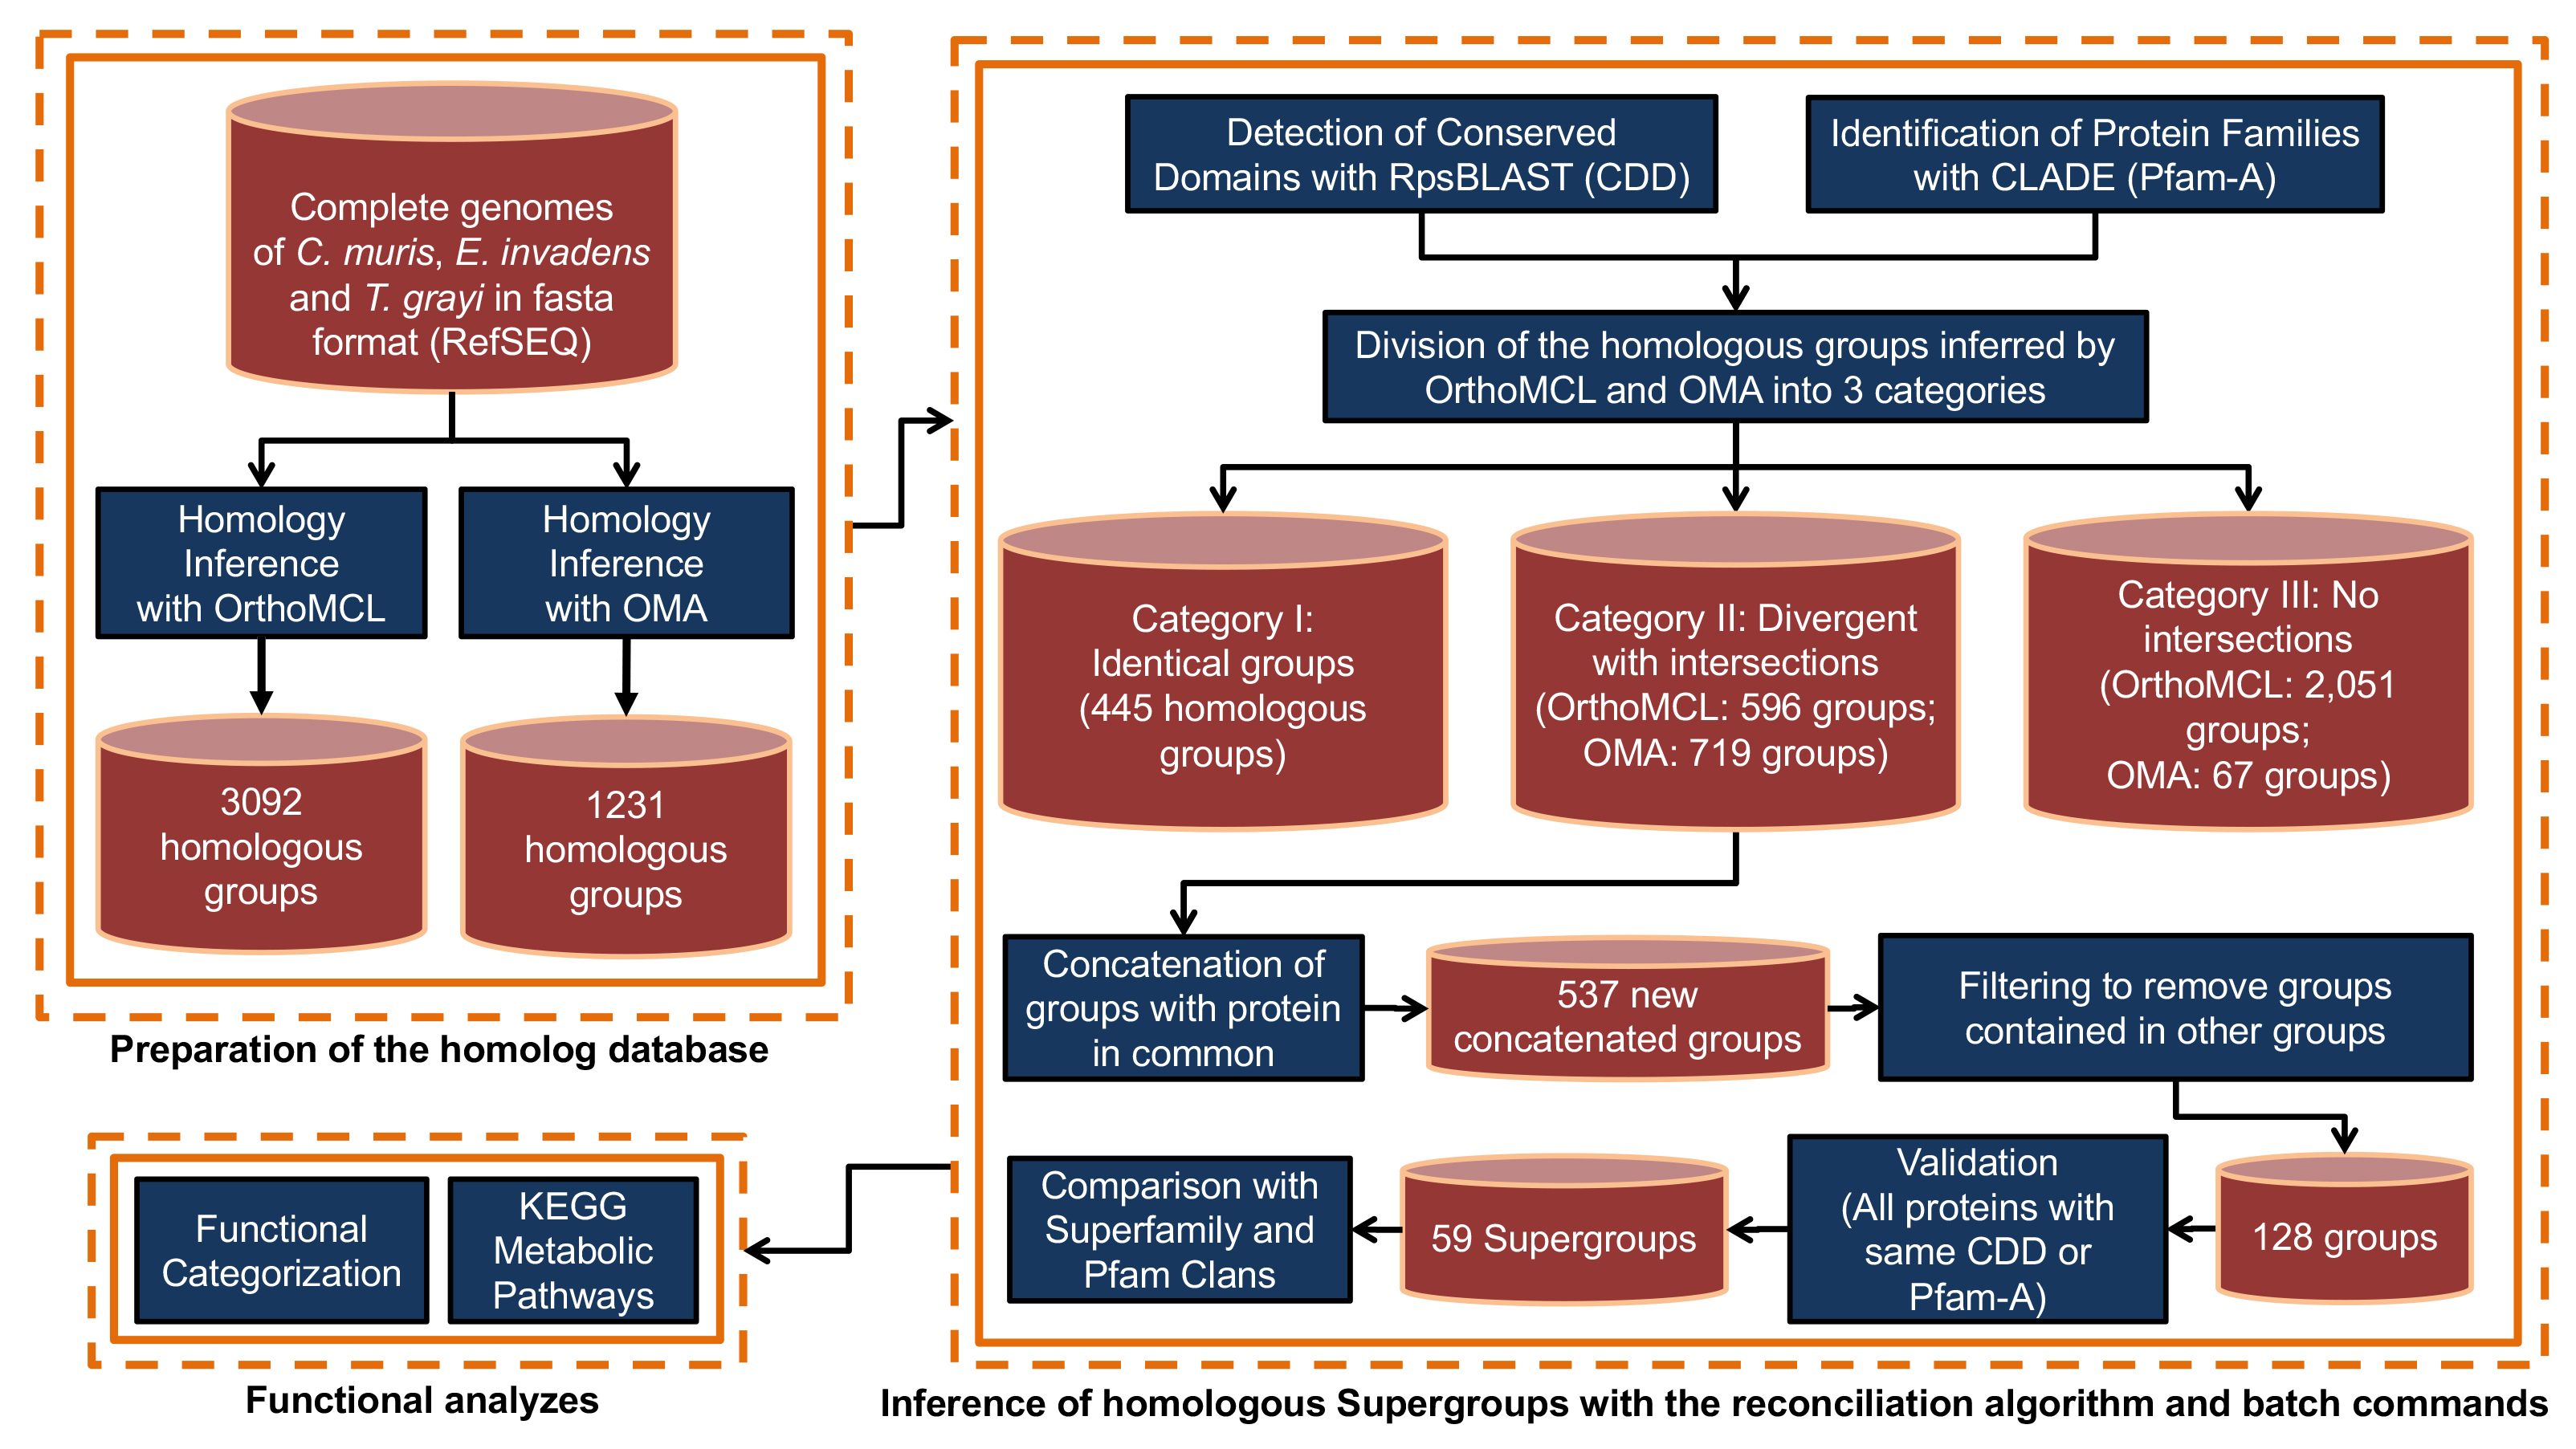 Complete genomes
of C. muris, E. invadens
and T. grayi in fasta
format (RefSEQ)
Homology
Inference
with OrthoMCL
Homology
Inference
with OMA
3092
homologous
groups
1231
homologous
groups
Preparation of the homolog database
Detection of Conserved
Domains with RpsBLAST (CDD)
Identification of Protein Families
with CLADE (Pfam-A)
Division of the homologous groups inferred by
OrthoMCL and OMA into 3 categories
Category I:
Identical groups
(445 homologous
groups)
Category II: Divergent
with intersections
(OrthoMCL: 596 groups;
OMA: 719 groups)
Category III: No
intersections
(OrthoMCL: 2,051
groups;
OMA: 67 groups)
Concatenation of
groups with protein
in common
537 new
concatenated groups
Filtering to remove groups
contained in other groups
128 groups
Validation
(All proteins with
same CDD or
Pfam-A)
59 Supergroups
Comparison with
Superfamily and
Pfam Clans
Inference of homologous Supergroups with the reconciliation algorithm and batch commands
Functional
Categorization
KEGG
Metabolic
Pathways
Functional analyzes